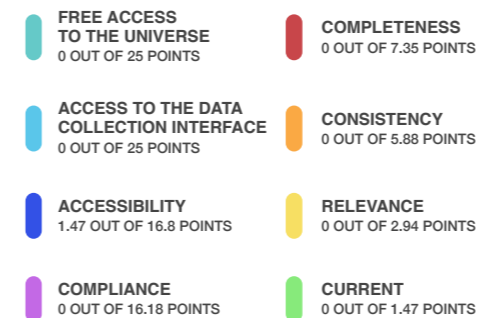 FREE ACCESS
TO THE UNIVERSE
0 OUT OF 25 POINTS
COMPLETENESS
0 OUT OF 7.35 POINTS
ACCESS TO THE DATA
COLLECTION INTERFACE
0 OUT OF 25 POINTS
CONSISTENCY
0 OUT OF 5.88 POINTS
ACCESSIBILITY
1.47 OUT OF 16.8 POINTS
RELEVANCE
0 OUT OF 2.94 POINTS
COMPLIANCE
0 OUT OF 16.18 POINTS
CURRENT
0 OUT OF 1.47 POINTS